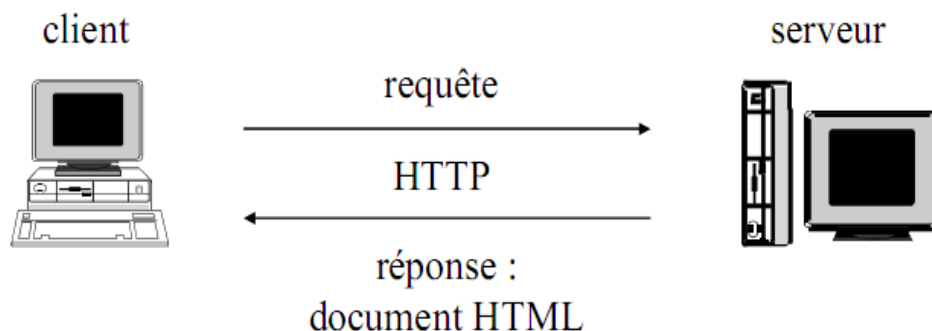 client
serveur
requête
HTTP
réponse :
document HTML